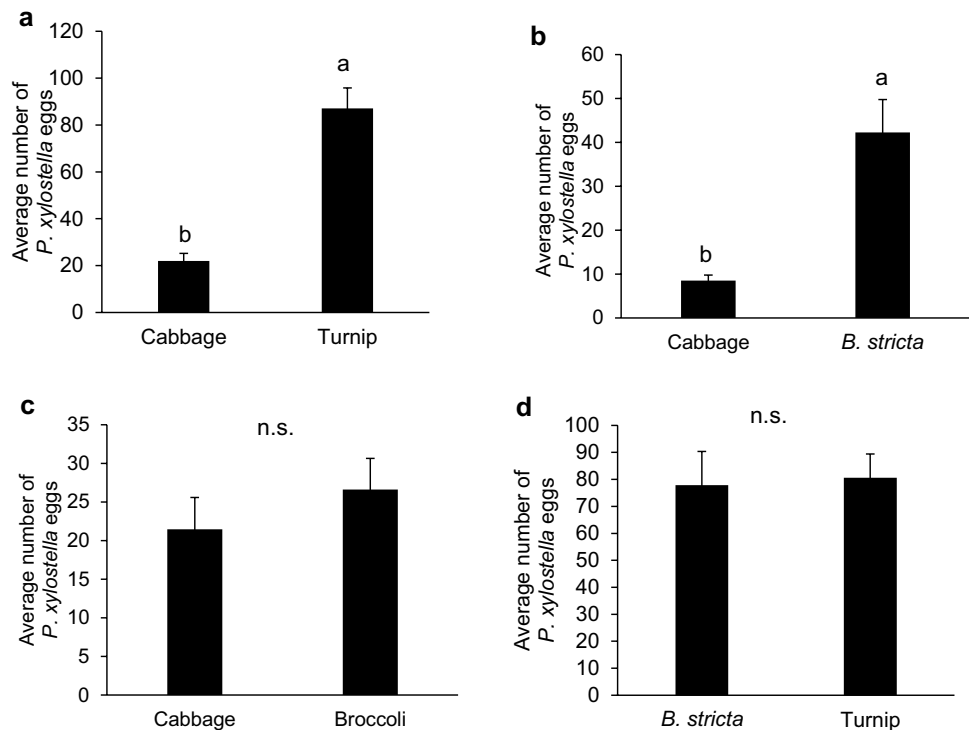 a
Average number of
P. xylostella eggs
120
100
80
60
40
20
0
b
a
Cabbage
Turnip
b
Average number of
P. xylostella eggs
60
50
40
30
20
10
0
b
a
Cabbage
B. stricta
c
Average number of
P. xylostella eggs
35
30
25
20
15
10
5
0
n.s.
Cabbage
Broccoli
d
Average number of
P. xylostella eggs
100
90
80
70
60
50
40
30
20
10
0
n.s.
B. stricta
Turnip